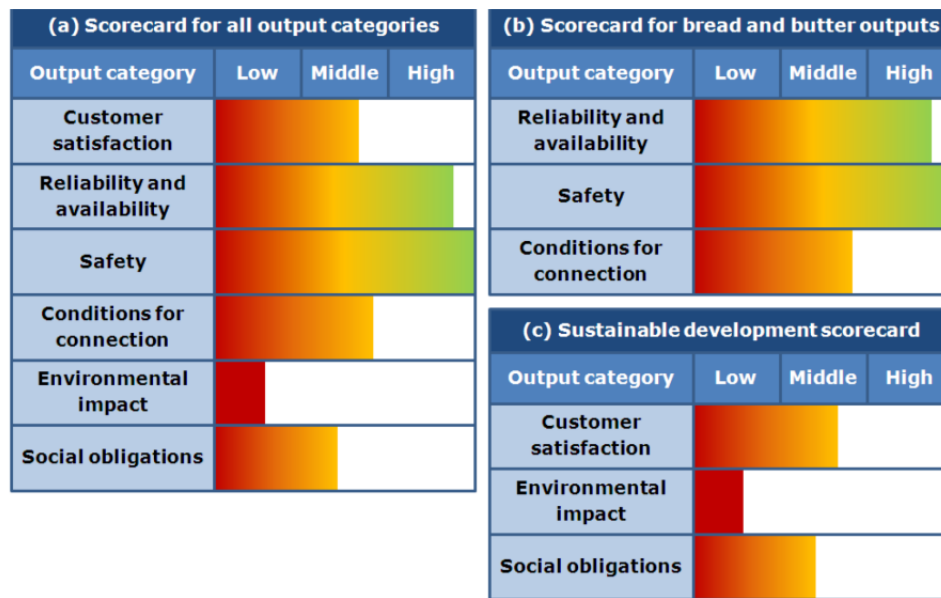 (a) Scorecard for all output categories
Output category Low Middle High
Customer
satisfaction
Reliability and
availability
Safety
Conditions for
connection
Environmental
impact
Social obligations
(b) Scorecard for bread and butter outputs
Output category Low Middle High
Reliability and
availability
Safety
Conditions for
connection
(c) Sustainable development scorecard
Output category Low Middle High
Customer
satisfaction
Environmental
impact
Social obligations